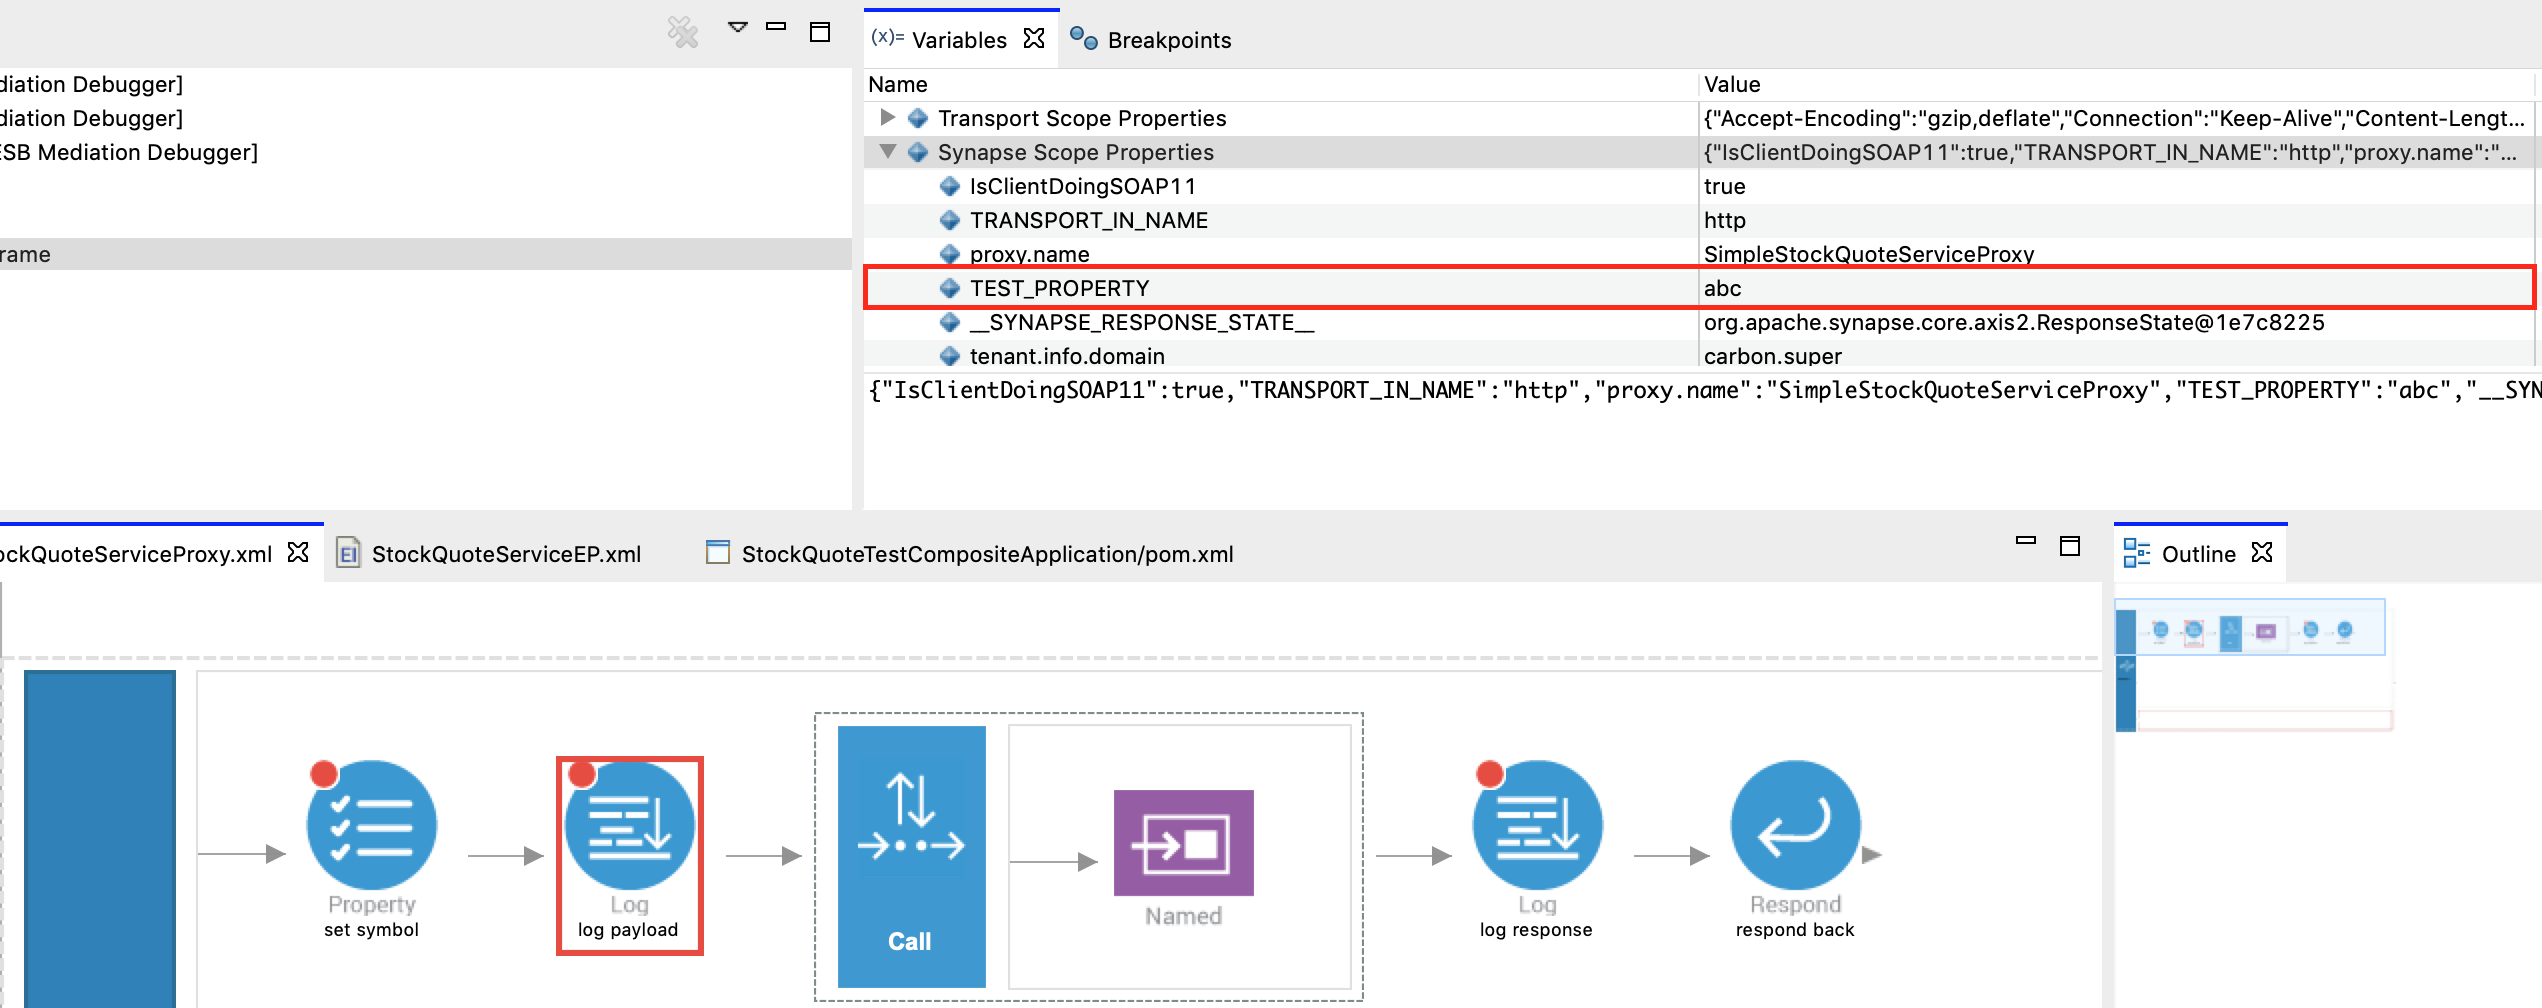 diation Debugger]
diation Debugger]
ESB Mediation Debugger]
rame
(x)= Variables Breakpoints
Name Value
Transport Scope Properties {"Accept-Encoding":"gzip,deflate","Connection":"Keep-Alive","Content-Lengt...
Synapse Scope Properties {"IsClientDoingSOAP11":true,"TRANSPORT_IN_NAME":"http","proxy.name":"...
IsClientDoingSOAP11 true
TRANSPORT_IN_NAME http
proxy.name SimpleStockQuoteServiceProxy
TEST_PROPERTY abc
__SYNAPSE_RESPONSE_STATE__ org.apache.synapse.core.axis2.ResponseState@1e7c8225
tenant.info.domain carbon.super
{"IsClientDoingSOAP11":true,"TRANSPORT_IN_NAME":"http","proxy.name":"SimpleStockQuoteServiceProxy","TEST_PROPERTY":"abc","__SYN
ockQuoteServiceProxy.xml EI StockQuoteServiceEP.xml StockQuoteTestCompositeApplication/pom.xml
Outline
Property
set symbol
Log
log payload
Call
Named
Log
log response
Respond
respond back